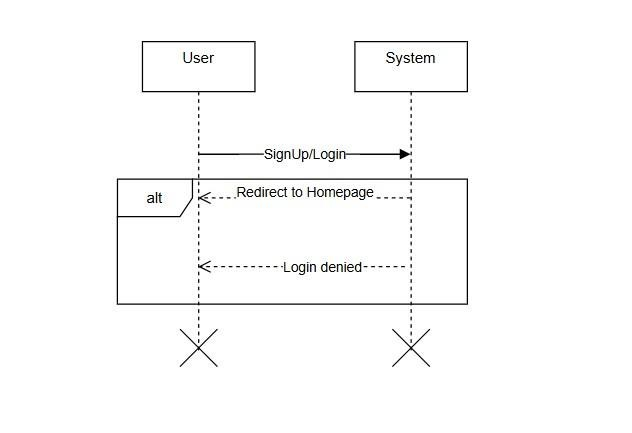 User
System
SignUp/Login
alt
Redirect to Homepage
Login denied